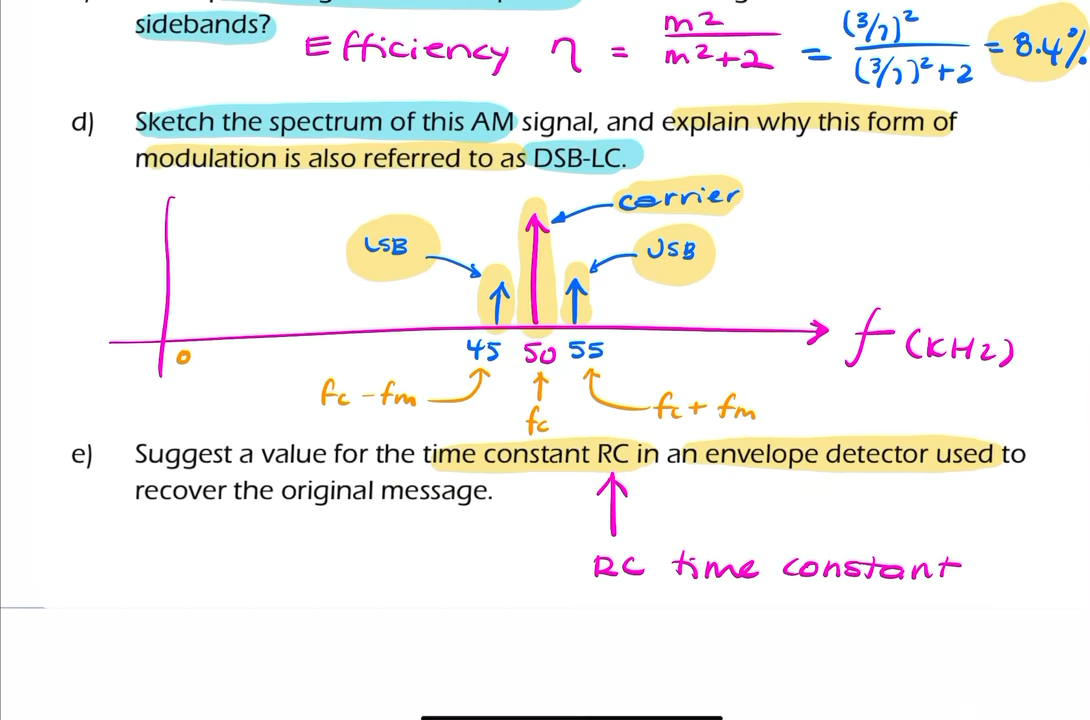 sidebands?
Efficiency η = m²/(m²+2) = (3/7)²/((3/7)²+2) = 8.4%
d) Sketch the spectrum of this AM signal, and explain why this form of
modulation is also referred to as DSB-LC.
carrier
LSB
USB
45 50 55
f (KHz)
0
fc - fm
fc
fc + fm
e) Suggest a value for the time constant RC in an envelope detector used to
recover the original message.
RC time constant